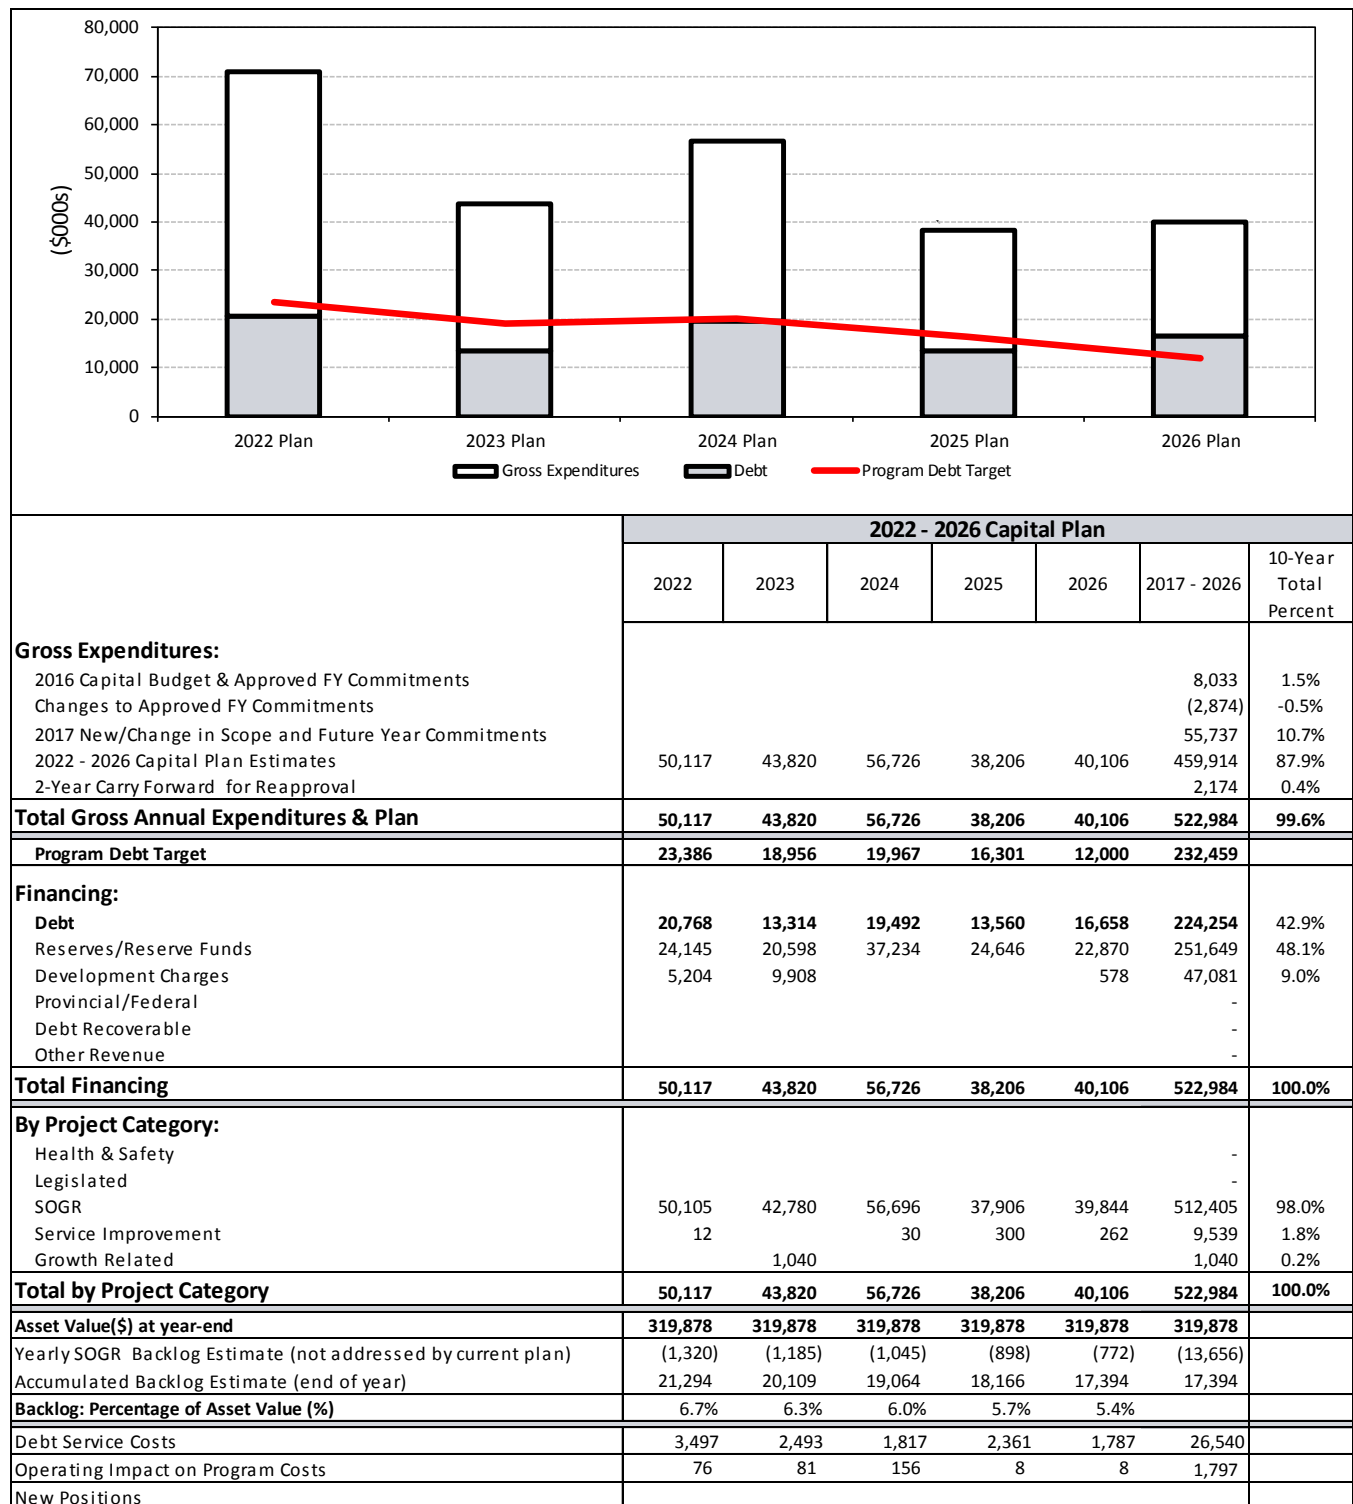 80,000
70,000
60,000
50,000
40,000
30,000
20,000
10,000
0
($000s)
2022 Plan 2023 Plan 2024 Plan 2025 Plan 2026 Plan
Gross Expenditures Debt Program Debt Target
2022 - 2026 Capital Plan
2022 2023 2024 2025 2026 2017 - 2026 10-Year Total Percent
Gross Expenditures:
2016 Capital Budget & Approved FY Commitments 8,033 1.5%
Changes to Approved FY Commitments (2,874) -0.5%
2017 New/Change in Scope and Future Year Commitments 55,737 10.7%
2022 - 2026 Capital Plan Estimates 50,117 43,820 56,726 38,206 40,106 459,914 87.9%
2-Year Carry Forward for Reapproval 2,174 0.4%
Total Gross Annual Expenditures & Plan 50,117 43,820 56,726 38,206 40,106 522,984 99.6%
Program Debt Target 23,386 18,956 19,967 16,301 12,000 232,459
Financing:
Debt 20,768 13,314 19,492 13,560 16,658 224,254 42.9%
Reserves/Reserve Funds 24,145 20,598 37,234 24,646 22,870 251,649 48.1%
Development Charges 5,204 9,908 578 47,081 9.0%
Provincial/Federal -
Debt Recoverable -
Other Revenue -
Total Financing 50,117 43,820 56,726 38,206 40,106 522,984 100.0%
By Project Category:
Health & Safety -
Legislated -
SOGR 50,105 42,780 56,696 37,906 39,844 512,405 98.0%
Service Improvement 12 30 300 262 9,539 1.8%
Growth Related 1,040 1,040 0.2%
Total by Project Category 50,117 43,820 56,726 38,206 40,106 522,984 100.0%
Asset Value($) at year-end 319,878 319,878 319,878 319,878 319,878 319,878
Yearly SOGR Backlog Estimate (not addressed by current plan) (1,320) (1,185) (1,045) (898) (772) (13,656)
Accumulated Backlog Estimate (end of year) 21,294 20,109 19,064 18,166 17,394 17,394
Backlog: Percentage of Asset Value (%) 6.7% 6.3% 6.0% 5.7% 5.4%
Debt Service Costs 3,497 2,493 1,817 2,361 1,787 26,540
Operating Impact on Program Costs 76 81 156 8 8 1,797
New Positions